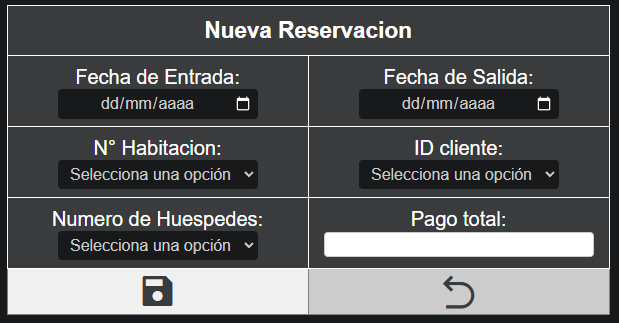 Nueva Reservacion
Fecha de Entrada:
dd/mm/aaaa
Fecha de Salida:
dd/mm/aaaa
N° Habitacion:
Selecciona una opción
ID cliente:
Selecciona una opción
Numero de Huespedes:
Selecciona una opción
Pago total: